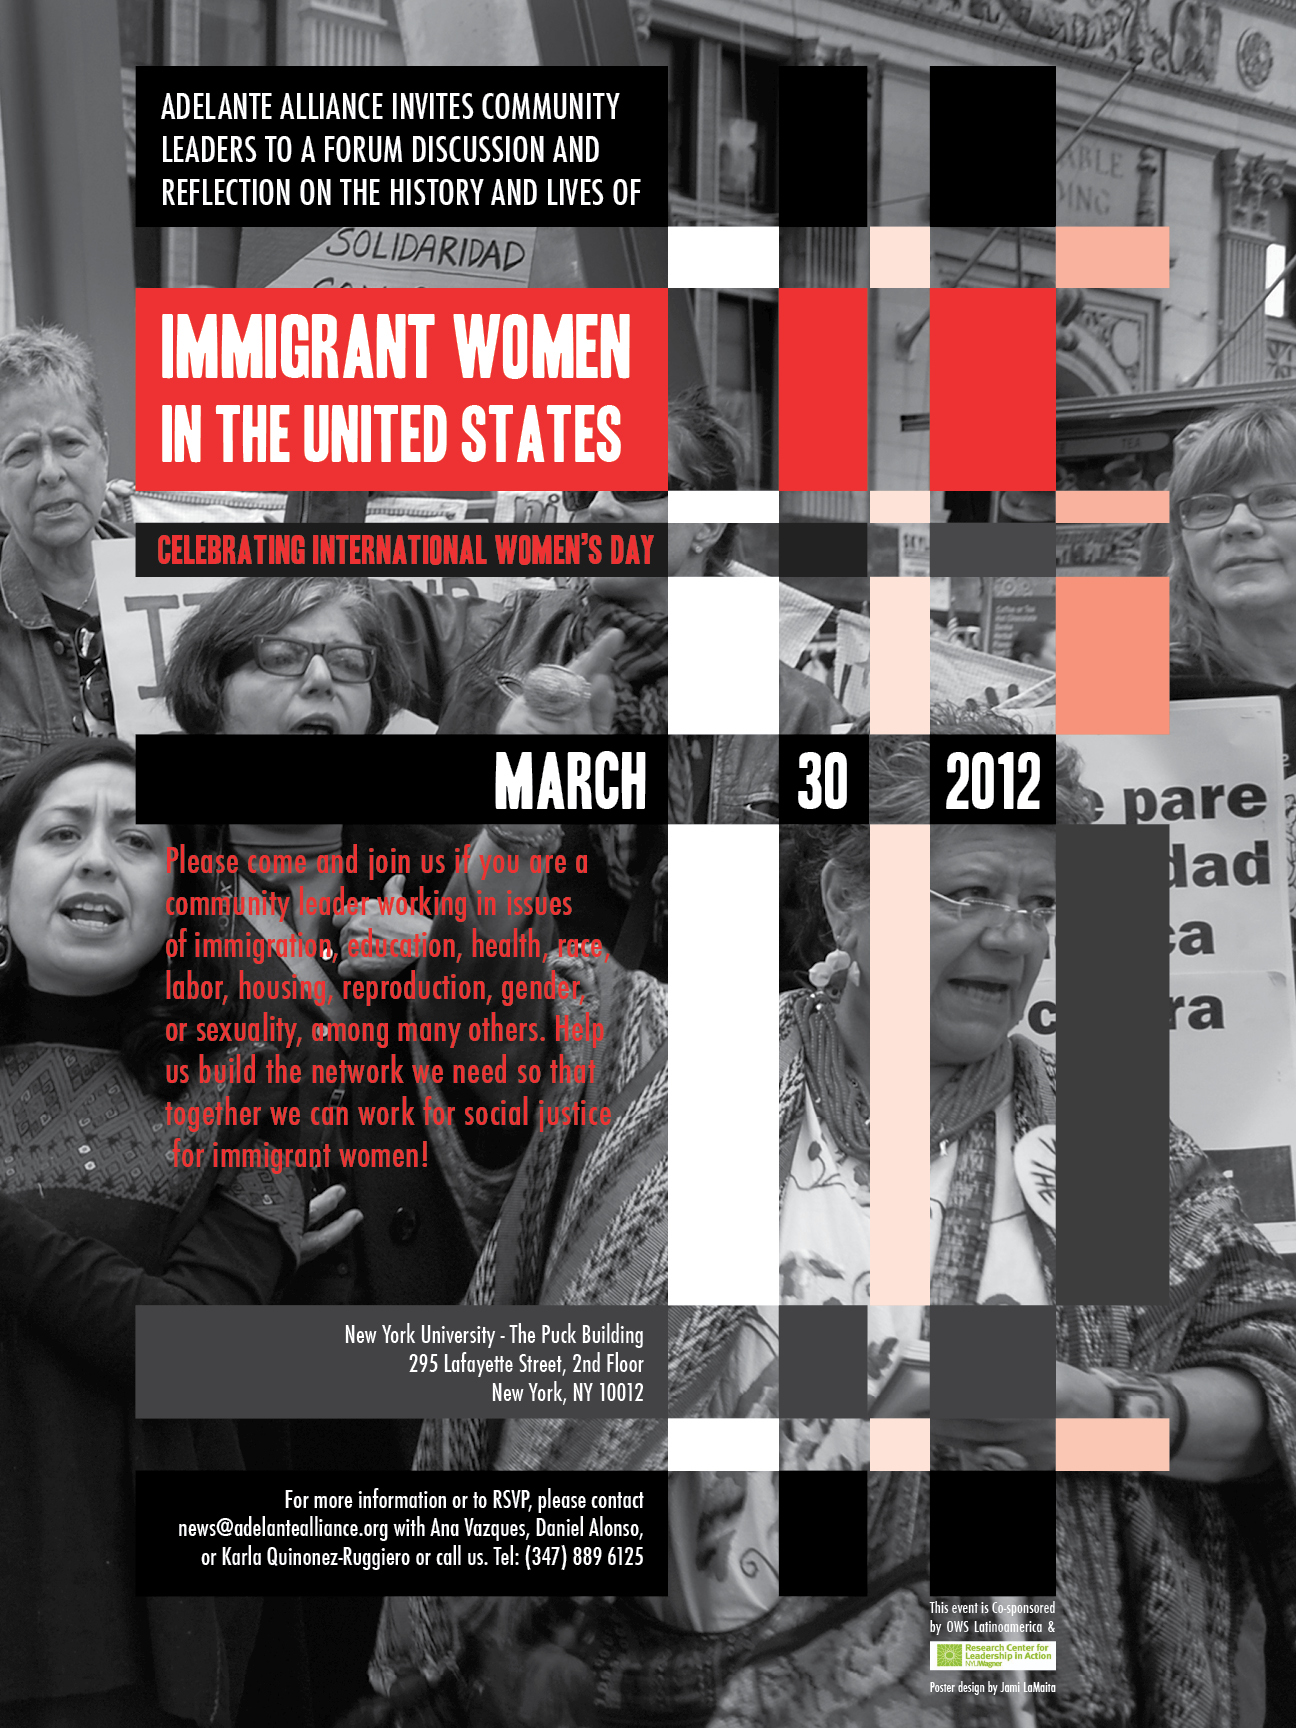 ADELANTE ALLIANCE INVITES COMMUNITY
LEADERS TO A FORUM DISCUSSION AND
REFLECTION ON THE HISTORY AND LIVES OF
SOLIDARIDAD
IMMIGRANT WOMEN
IN THE UNITED STATES
TEA
CELEBRATING INTERNATIONAL WOMEN'S DAY
MARCH 30 2012
pare
dad
ca
ra
Please come and join us if you are a
community leader working in issues
of immigration, education, health, race,
labor, housing, reproduction, gender,
or sexuality, among many others. Help
us build the network we need so that
together we can work for social justice
for immigrant women!
New York University - The Puck Building
295 Lafayette Street, 2nd Floor
New York, NY 10012
For more information or to RSVP, please contact
news@adelantealliance.org with Ana Vazques, Daniel Alonso,
or Karla Quinonez-Ruggiero or call us. Tel: (347) 889 6125
This event is Co-sponsored
by OWS Latinoamerica &
Research Center for
Leadership in Action
NYUWagner
Poster design by Jami LaMaita